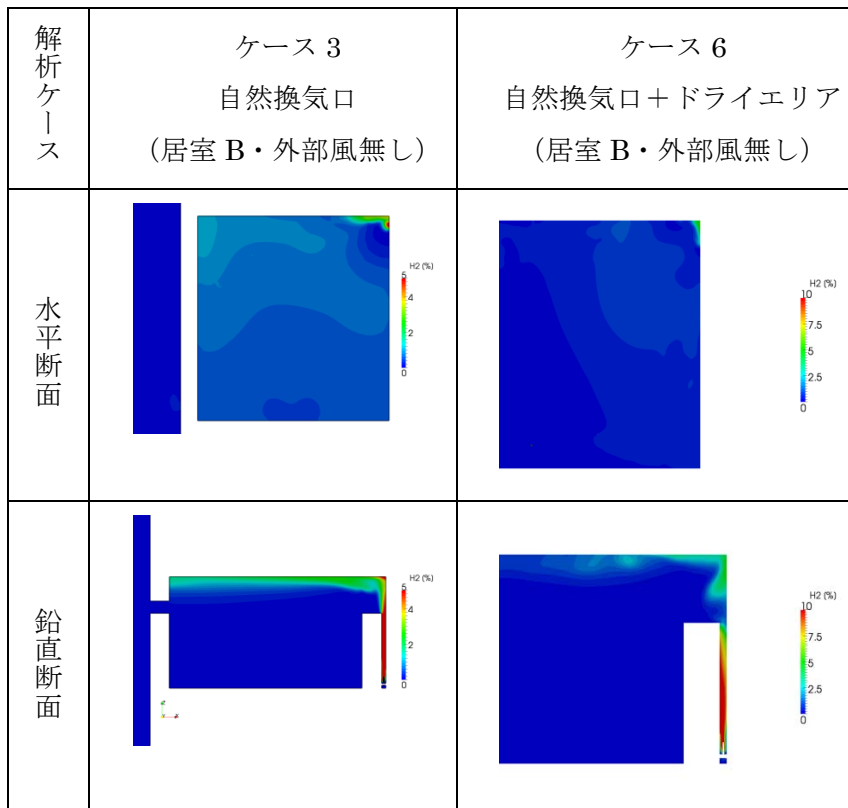 解析ケース
ケース 3
自然換気口
（居室 B・外部風無し）
ケース 6
自然換気口＋ドライエリア
（居室 B・外部風無し）
水平断面
H2 (%)
5
4
2
0
H2 (%)
10
7.5
5
2.5
0
鉛直断面
H2 (%)
5
4
2
0
H2 (%)
10
7.5
5
2.5
0